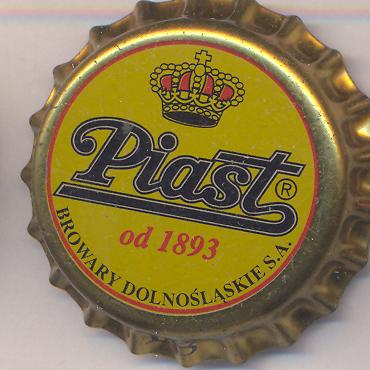 Piast ®
od 1893
BROWARY DOLNOŚLĄSKIE S.A.